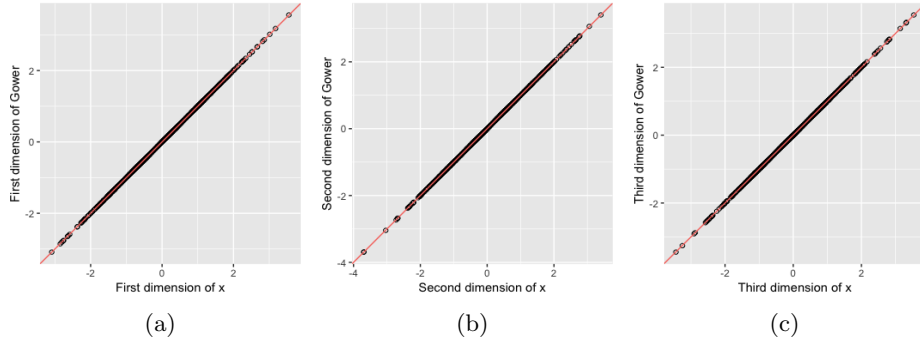 First dimension of Gower
2
0
-2
-2
0
2
First dimension of x
(a)
Second dimension of Gower
2
0
-2
-4
-4
-2
0
2
Second dimension of x
(b)
Third dimension of Gower
2
0
-2
-2
0
2
Third dimension of x
(c)